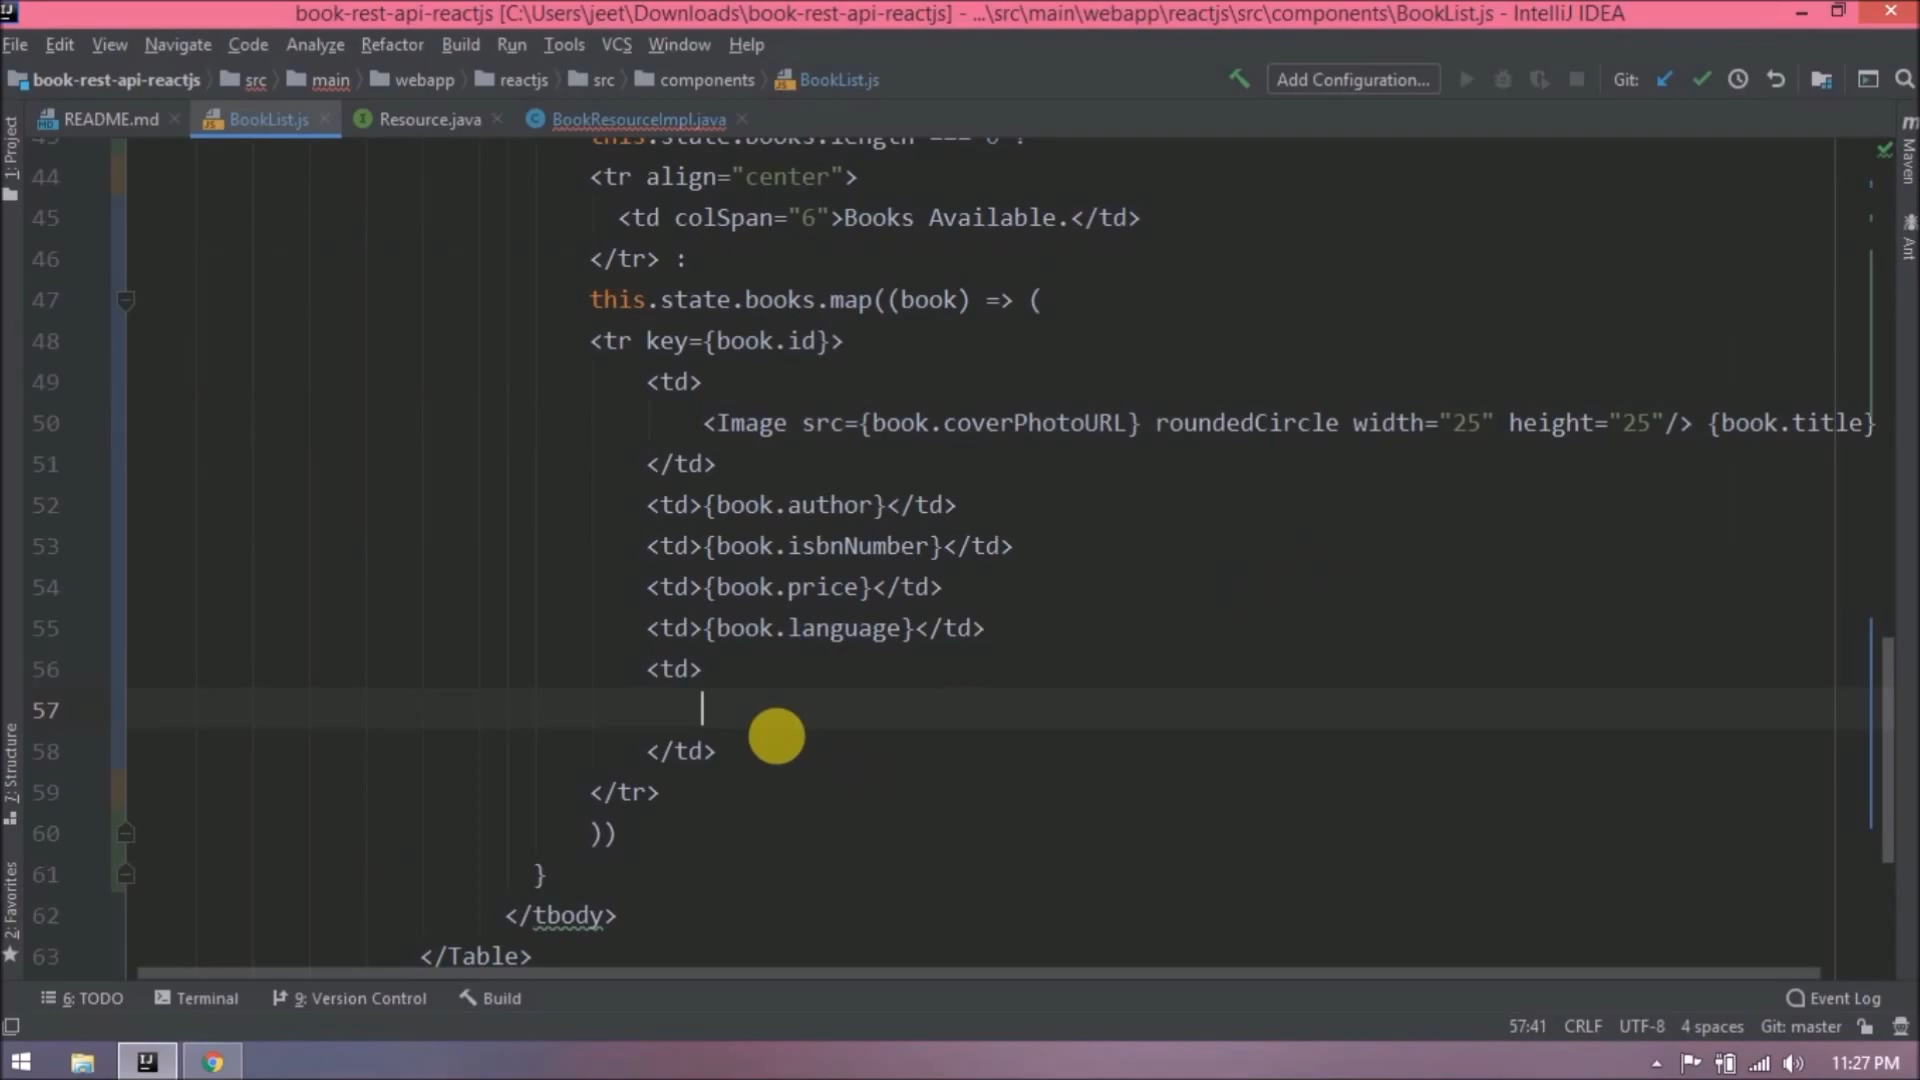 book-rest-api-reactjs [C:\Users\jeet\Downloads\book-rest-api-reactjs] - ...\src\main\webapp\reactjs\src\components\BookList.js - IntelliJ IDEA
File Edit View Navigate Code Analyze Refactor Build Run Tools VCS Window Help
book-rest-api-reactjs src main webapp reactjs src components BookList.js Add Configuration... Git:
README.md BookList.js Resource.java BookResourceImpl.java
1: Project
Maven
Ant
7: Structure
2: Favorites
this.state.books.length === 0 ?
44 <tr align="center">
45 <td colSpan="6">Books Available.</td>
46 </tr> :
47 this.state.books.map((book) => (
48 <tr key={book.id}>
49 <td>
50 <Image src={book.coverPhotoURL} roundedCircle width="25" height="25"/> {book.title}
51 </td>
52 <td>{book.author}</td>
53 <td>{book.isbnNumber}</td>
54 <td>{book.price}</td>
55 <td>{book.language}</td>
56 <td>
57
58 </td>
59 </tr>
60 ))
61 }
62 </tbody>
63 </Table>
6: TODO Terminal 9: Version Control Build Event Log
57:41 CRLF UTF-8 4 spaces Git: master
11:27 PM